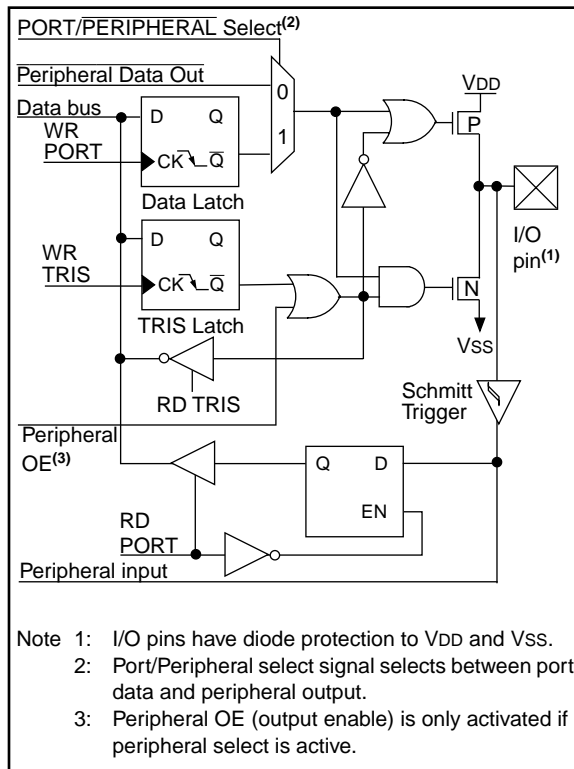 PORT/PERIPHERAL Select(2)
Peripheral Data Out
Data bus
WR
PORT
D Q
CK Q
Data Latch
0
1
VDD
P
WR
TRIS
D Q
CK Q
TRIS Latch
I/O
pin(1)
N
VSS
RD TRIS
Schmitt
Trigger
Peripheral
OE(3)
Q D
EN
RD
PORT
Peripheral input
Note 1: I/O pins have diode protection to VDD and VSS.
2: Port/Peripheral select signal selects between port
data and peripheral output.
3: Peripheral OE (output enable) is only activated if
peripheral select is active.